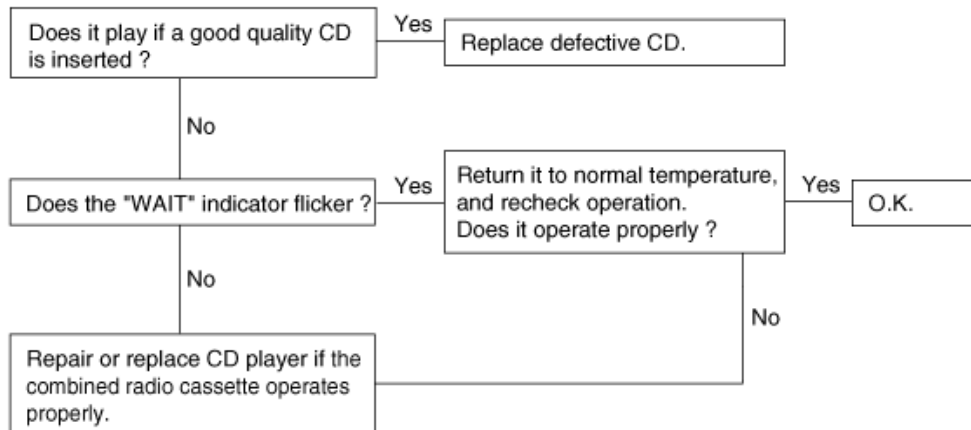 Does it play if a good quality CD
is inserted ?
Yes
Replace defective CD.
No
Does the "WAIT" indicator flicker ?
Yes
Return it to normal temperature,
and recheck operation.
Does it operate properly ?
Yes
O.K.
No
No
Repair or replace CD player if the
combined radio cassette operates
properly.